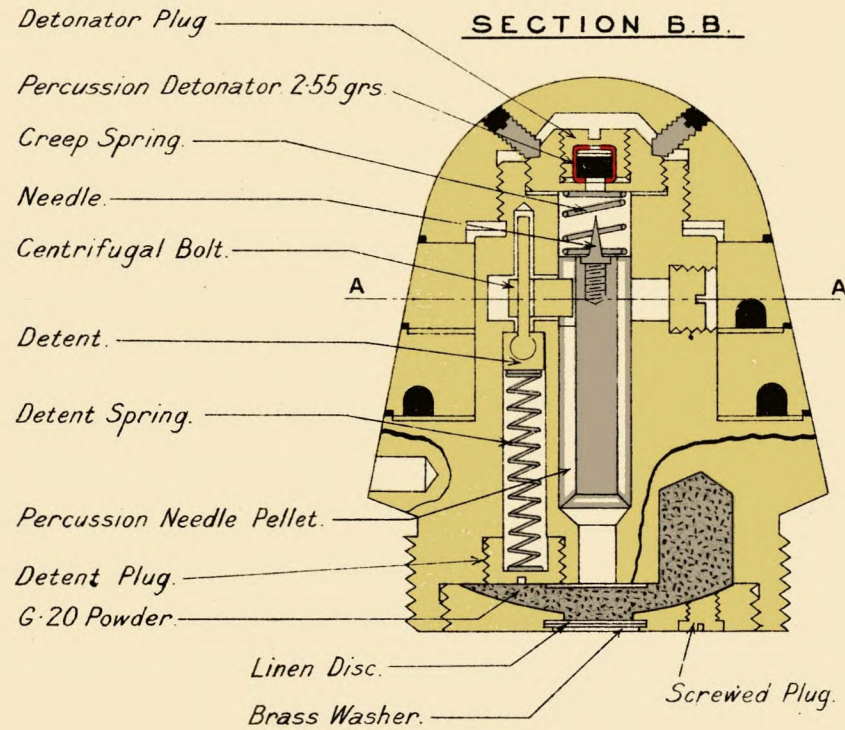 Detonator Plug
SECTION B.B.
Percussion Detonator 2·55 grs.
Creep Spring.
Needle.
Centrifugal Bolt.
A
A
Detent.
Detent Spring.
Percussion Needle Pellet.
Detent Plug.
G·20 Powder.
Linen Disc.
Screwed Plug.
Brass Washer.